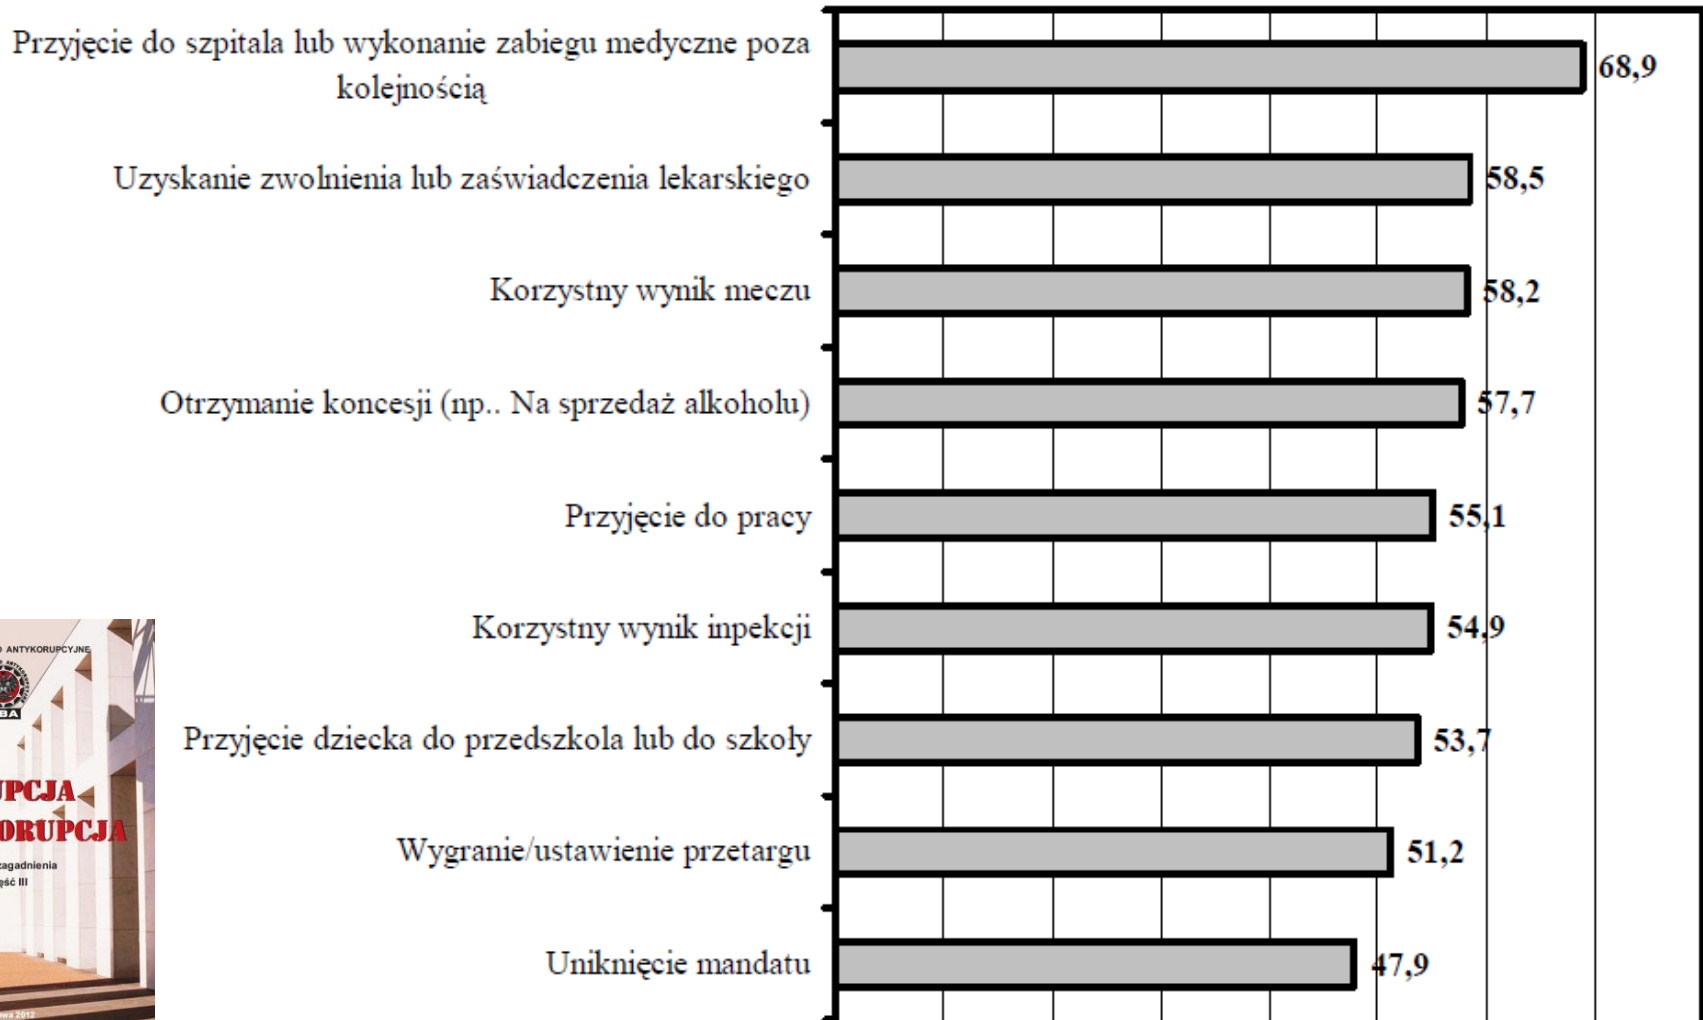 Przyjęcie do szpitala lub wykonanie zabiegu medyczne poza
kolejnością
68,9
Uzyskanie zwolnienia lub zaświadczenia lekarskiego
58,5
Korzystny wynik meczu
58,2
Otrzymanie koncesji (np.. Na sprzedaż alkoholu)
57,7
Przyjęcie do pracy
55,1
Korzystny wynik inpekcji
54,9
Przyjęcie dziecka do przedszkola lub do szkoły
53,7
Wygranie/ustawienie przetargu
51,2
Uniknięcie mandatu
47,9
ANTYKORUPCYJNE
BA
UPCJA
ORUPCJA
zagadnienia
ęść III
wa 2012